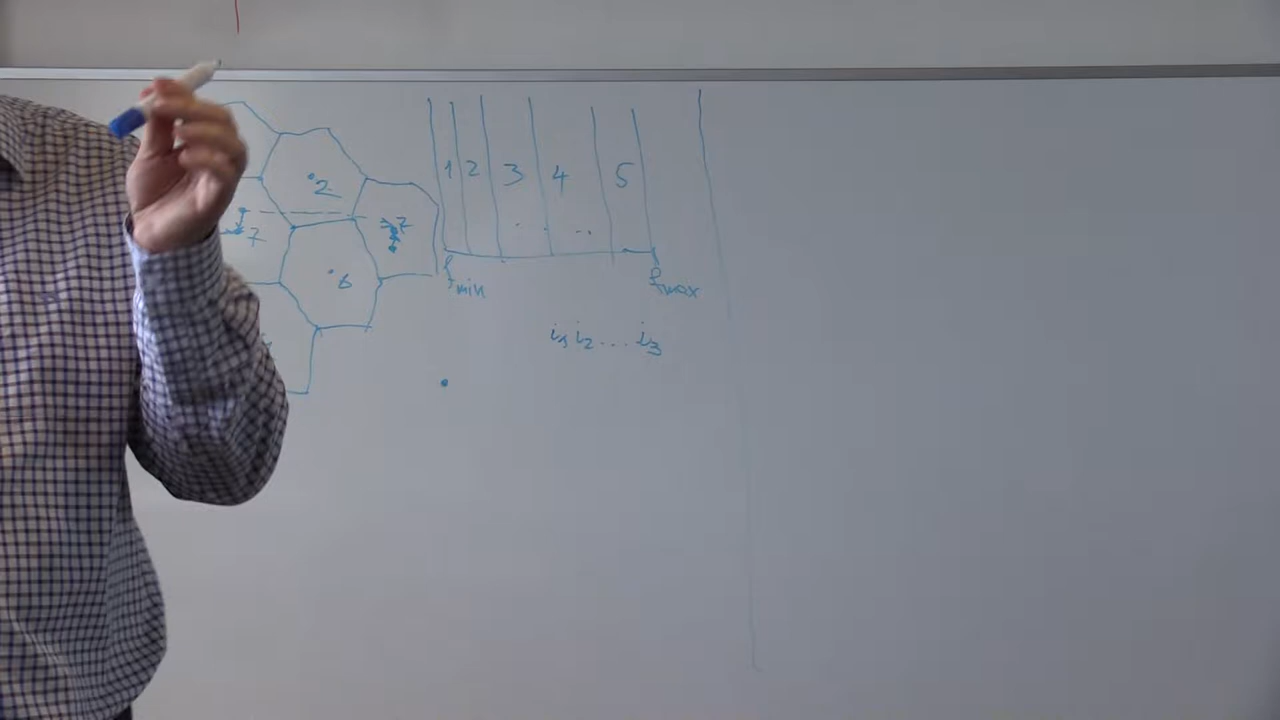 2
7
7
6
1 2 3 4 5
. . . .
fmin fmax
i₁ i₂ ... i₃